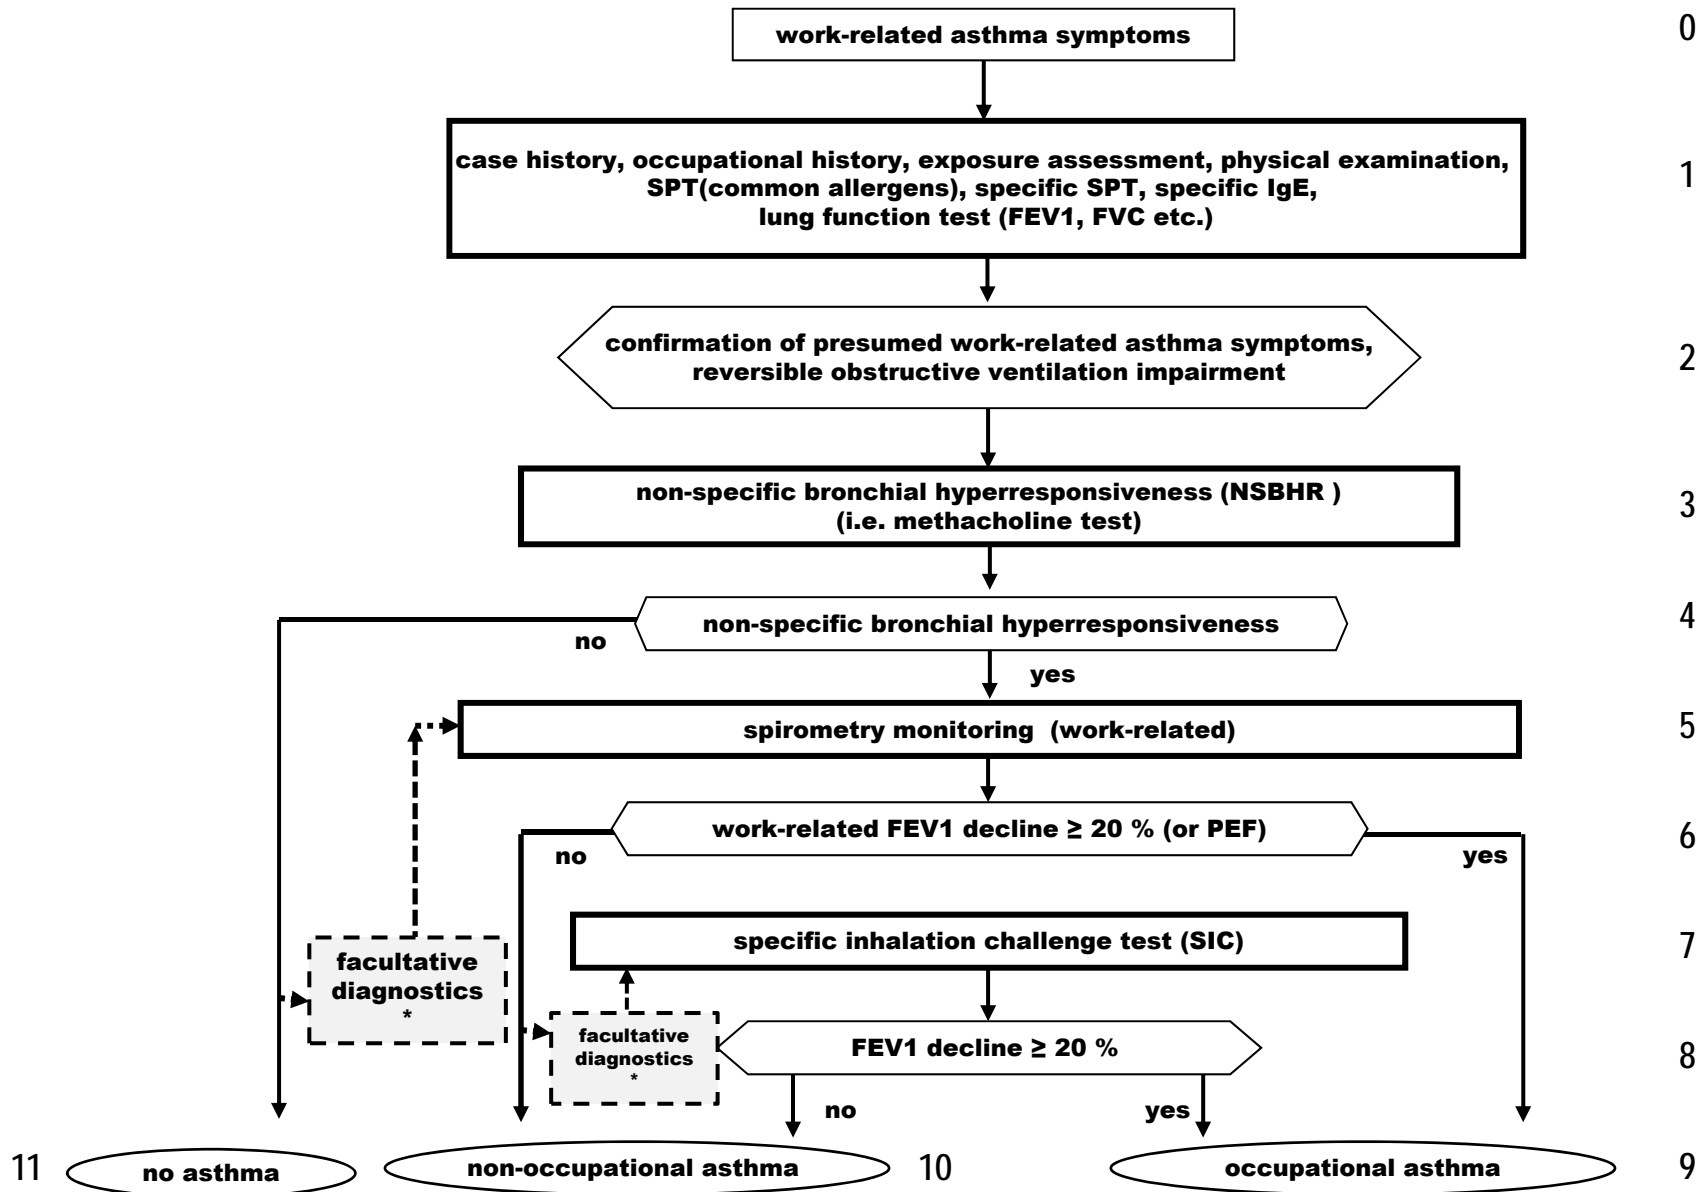 work-related asthma symptoms
0
case history, occupational history, exposure assessment, physical examination,
SPT(common allergens), specific SPT, specific IgE,
lung function test (FEV1, FVC etc.)
1
confirmation of presumed work-related asthma symptoms,
reversible obstructive ventilation impairment
2
non-specific bronchial hyperresponsiveness (NSBHR )
(i.e. methacholine test)
3
non-specific bronchial hyperresponsiveness
4
no
yes
spirometry monitoring (work-related)
5
work-related FEV1 decline ≥ 20 % (or PEF)
6
no
yes
specific inhalation challenge test (SIC)
7
facultative
diagnostics
*
facultative
diagnostics
*
FEV1 decline ≥ 20 %
8
no
yes
11
no asthma
non-occupational asthma
10
occupational asthma
9